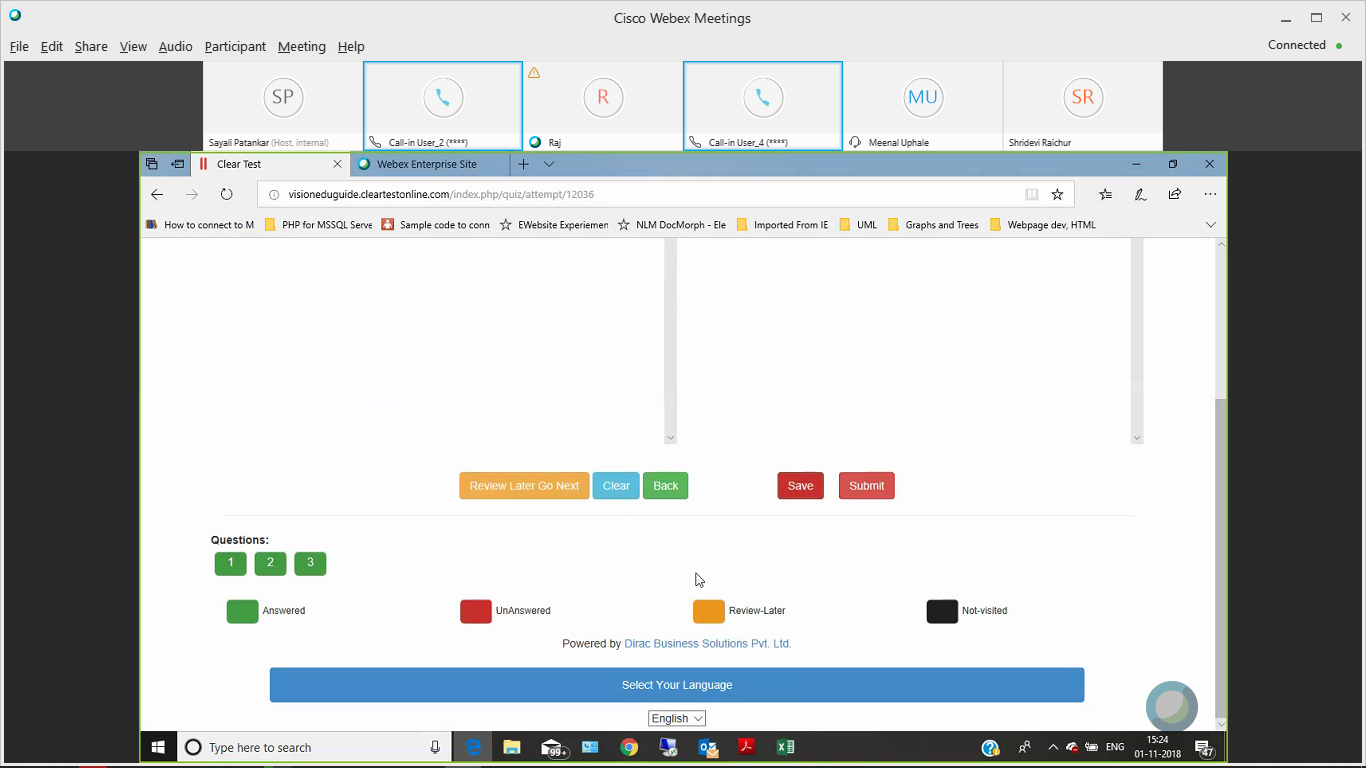 Cisco Webex Meetings
File Edit Share View Audio Participant Meeting Help
Connected
SP R MU SR
Sayali Patankar (Host, internal) Call-in User_2 (****) Raj Call-in User_4 (****) Meenal Uphale Shridevi Raichur
Clear Test Webex Enterprise Site
visioneduguide.cleartestonline.com/index.php/quiz/attempt/12036
How to connect to M PHP for MSSQL Serve Sample code to conn EWebsite Experiemen NLM DocMorph - Ele Imported From IE UML Graphs and Trees Webpage dev, HTML
Review Later Go Next Clear Back Save Submit
Questions:
1 2 3
Answered UnAnswered Review-Later Not-visited
Powered by Dirac Business Solutions Pvt. Ltd.
Select Your Language
English
Type here to search 99+ ENG 15:24 47
01-11-2018